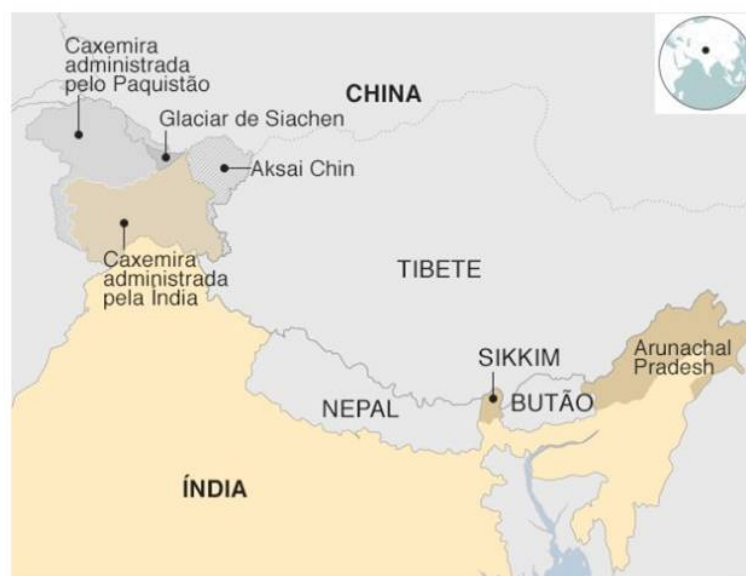 Caxemira
administrada
pelo Paquistão
CHINA
Glaciar de Siachen
Aksai Chin
Caxemira
administrada
pela Índia
TIBETE
SIKKIM
Arunachal
Pradesh
NEPAL
BUTÃO
ÍNDIA